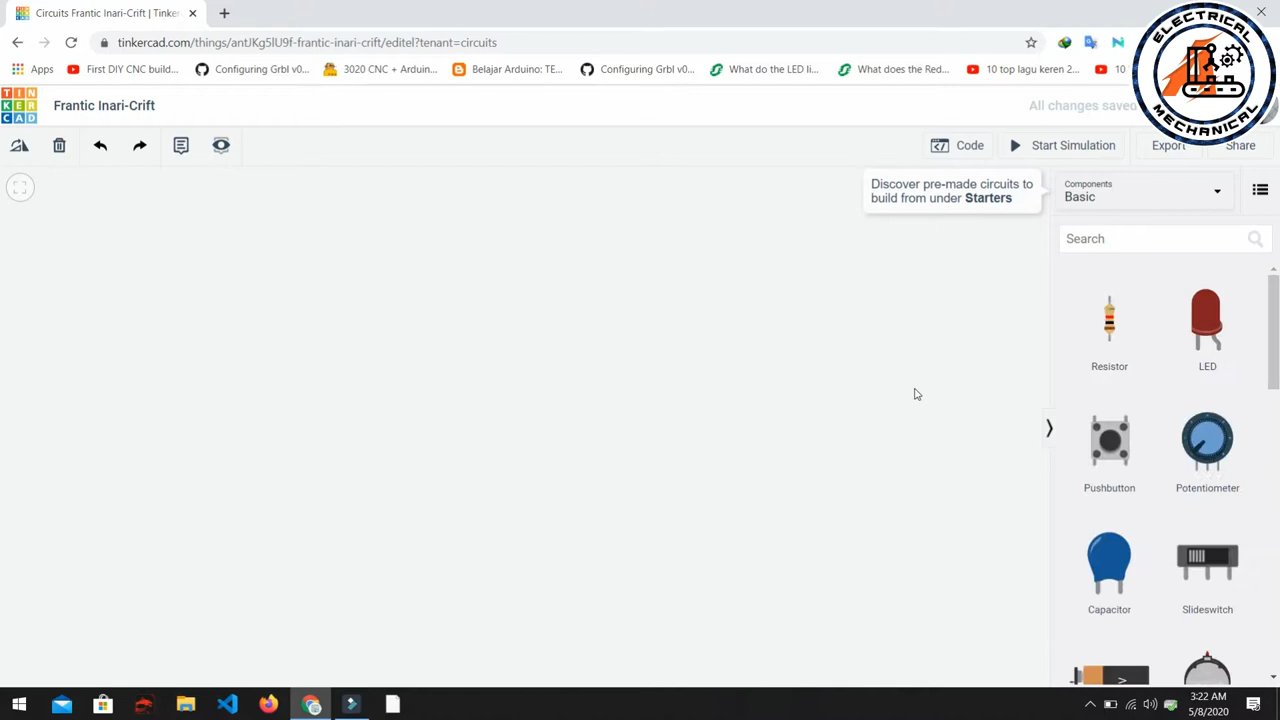 Circuits Frantic Inari-Crift | Tinker
tinkercad.com/things/antJKg5lU9f-frantic-inari-crift/editel?tenant=circuits
Apps
First DIY CNC build...
Configuring Grbl v0...
3020 CNC + Arduin...
Belajar Arduino: TE...
Configuring Grbl v0...
What do the LED li...
What does the Red...
10 top lagu keren 2...
10
ELECTRICAL
MECHANICAL
TIN
KER
CAD
Frantic Inari-Crift
All changes saved
Code
Start Simulation
Export
Share
Discover pre-made circuits to
build from under Starters
Components
Basic
Search
Resistor
LED
Pushbutton
Potentiometer
Capacitor
Slideswitch
3:22 AM
5/8/2020